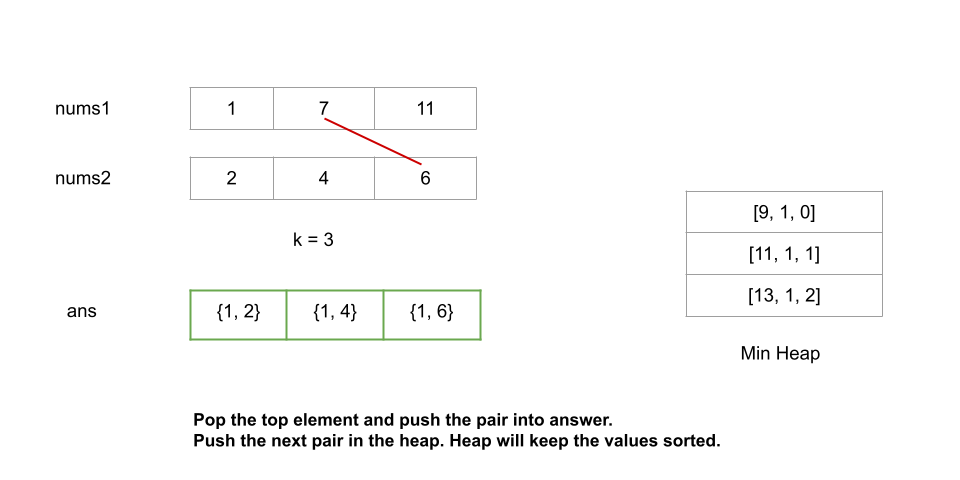 nums1 1 7 11
nums2 2 4 6
[9, 1, 0]
k = 3
[11, 1, 1]
[13, 1, 2]
ans {1, 2} {1, 4} {1, 6}
Min Heap
Pop the top element and push the pair into answer.
Push the next pair in the heap. Heap will keep the values sorted.